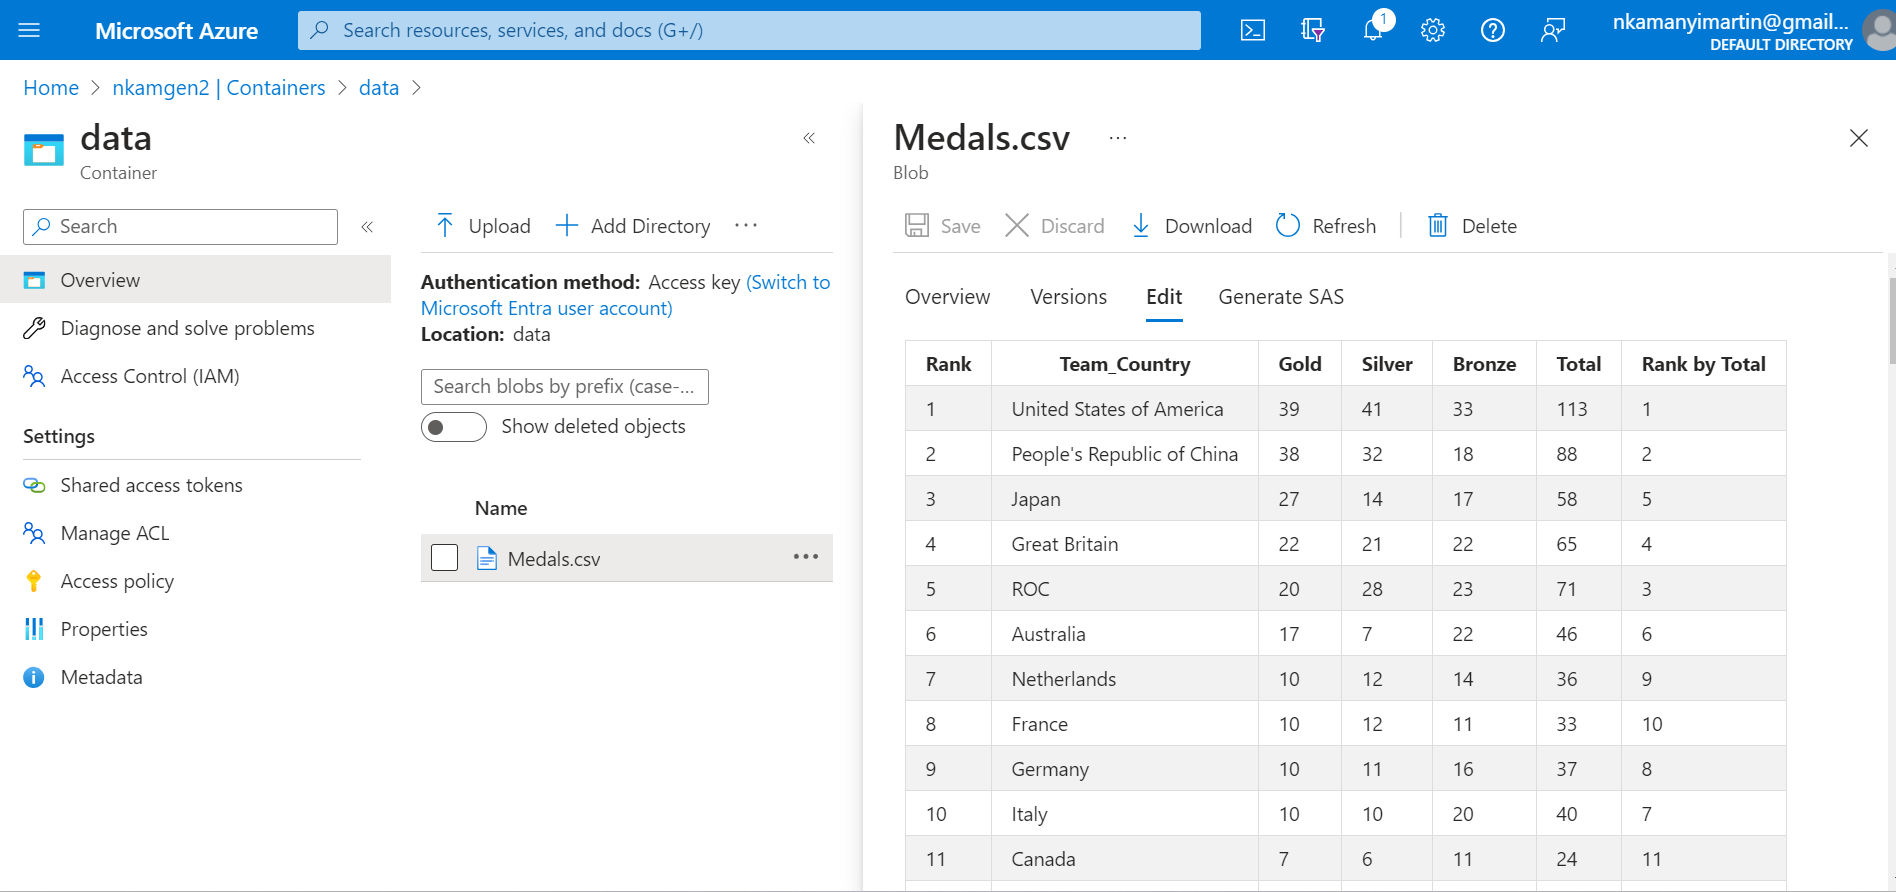 Microsoft Azure
Search resources, services, and docs (G+/)
1
nkamanyimartin@gmail...
DEFAULT DIRECTORY
Home > nkamgen2 | Containers > data >
data
Container
«
Search
«
Overview
Diagnose and solve problems
Access Control (IAM)
Settings
Shared access tokens
Manage ACL
Access policy
Properties
Metadata
Upload Add Directory ...
Authentication method: Access key (Switch to
Microsoft Entra user account)
Location: data
Search blobs by prefix (case-...
Show deleted objects
Name
Medals.csv ...
Medals.csv ...
Blob
Save Discard Download Refresh Delete
Overview Versions Edit Generate SAS
Rank Team_Country Gold Silver Bronze Total Rank by Total
1 United States of America 39 41 33 113 1
2 People's Republic of China 38 32 18 88 2
3 Japan 27 14 17 58 5
4 Great Britain 22 21 22 65 4
5 ROC 20 28 23 71 3
6 Australia 17 7 22 46 6
7 Netherlands 10 12 14 36 9
8 France 10 12 11 33 10
9 Germany 10 11 16 37 8
10 Italy 10 10 20 40 7
11 Canada 7 6 11 24 11